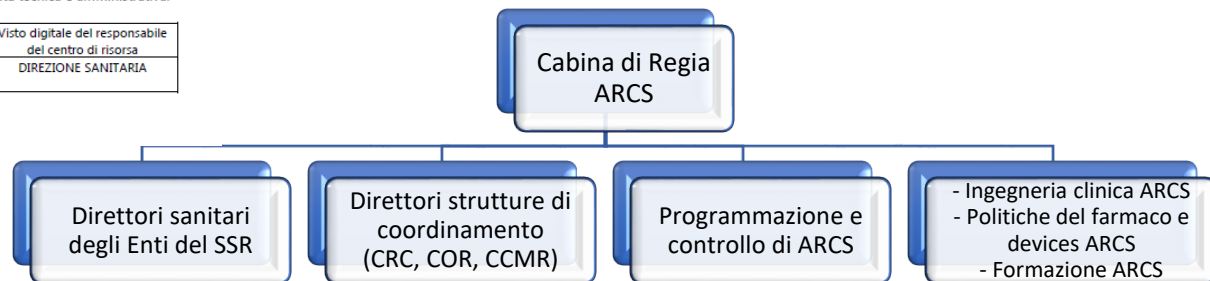 Visto digitale del responsabile
del centro di risorsa
DIREZIONE SANITARIA
Cabina di Regia
ARCS
Direttori sanitari
degli Enti del SSR
Direttori strutture di
coordinamento
(CRC, COR, CCMR)
Programmazione e
controllo di ARCS
- Ingegneria clinica ARCS
- Politiche del farmaco e
devices ARCS
- Formazione ARCS